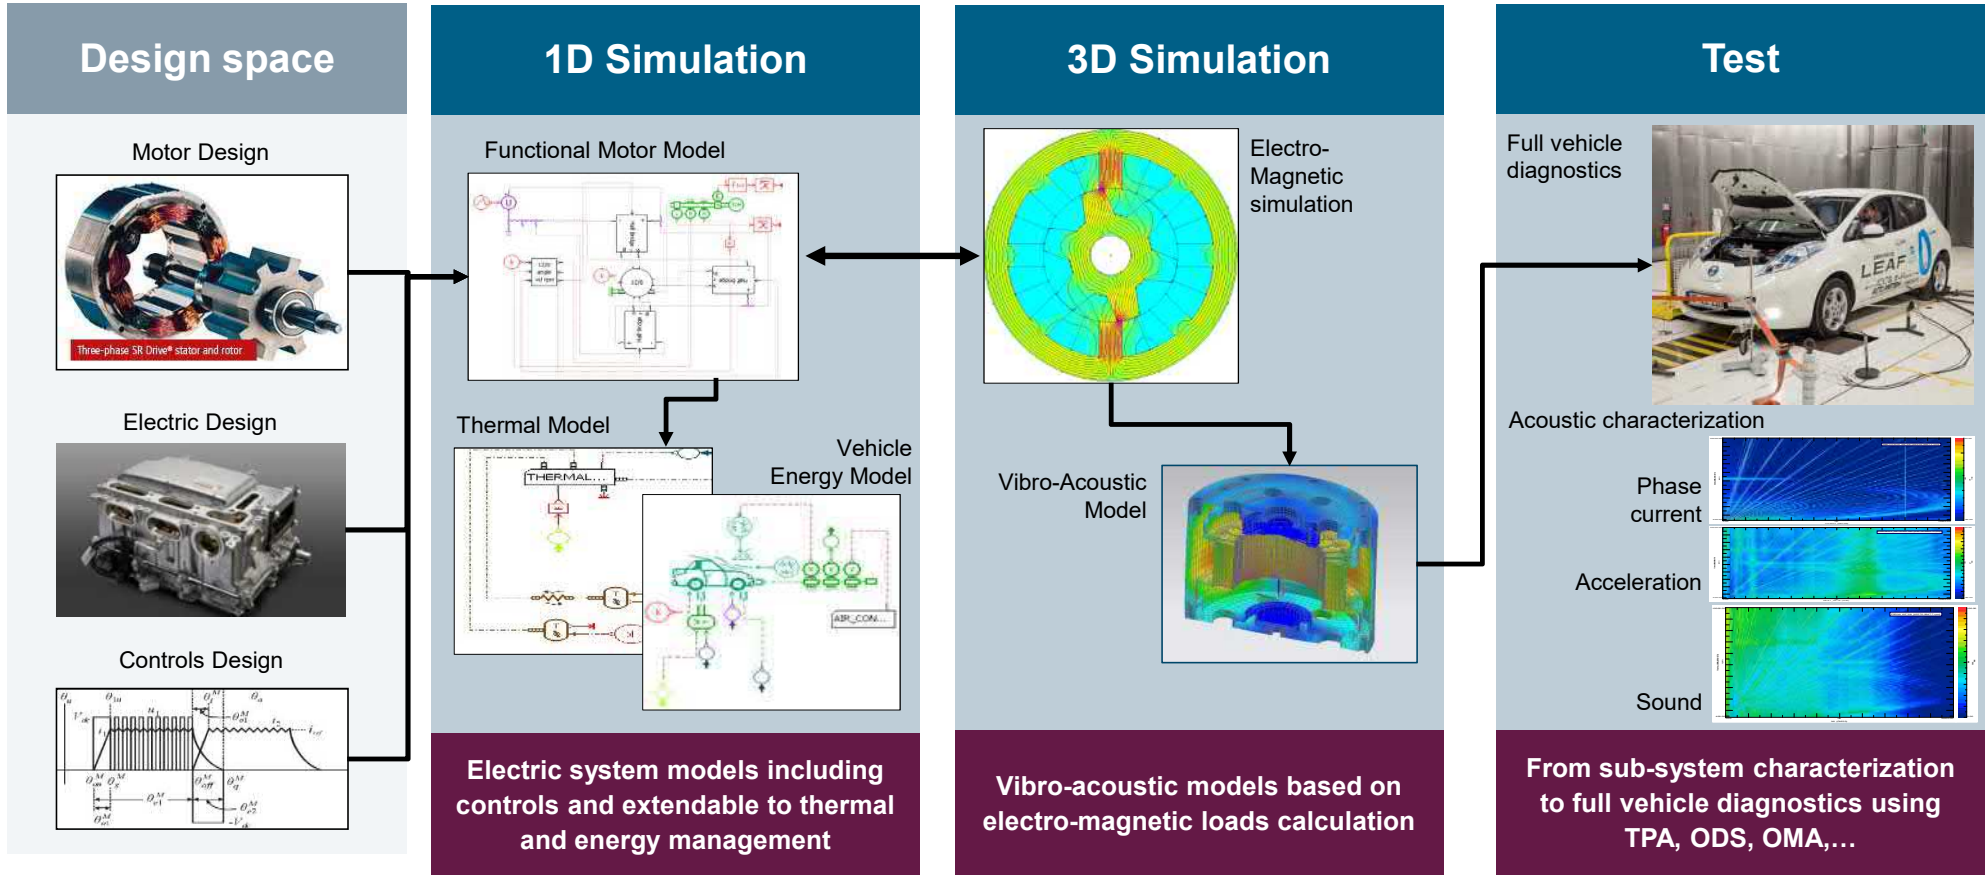 Design space
Motor Design
Three-phase SR Drive® stator and rotor
Electric Design
Controls Design
1D Simulation
Functional Motor Model
Thermal Model
THERMAL...
Vehicle
Energy Model
AIR_CON...
Electric system models including
controls and extendable to thermal
and energy management
3D Simulation
Electro-
Magnetic
simulation
Vibro-Acoustic
Model
Vibro-acoustic models based on
electro-magnetic loads calculation
Test
Full vehicle
diagnostics
LEAF
Acoustic characterization
Phase
current
Acceleration
Sound
From sub-system characterization
to full vehicle diagnostics using
TPA, ODS, OMA,...